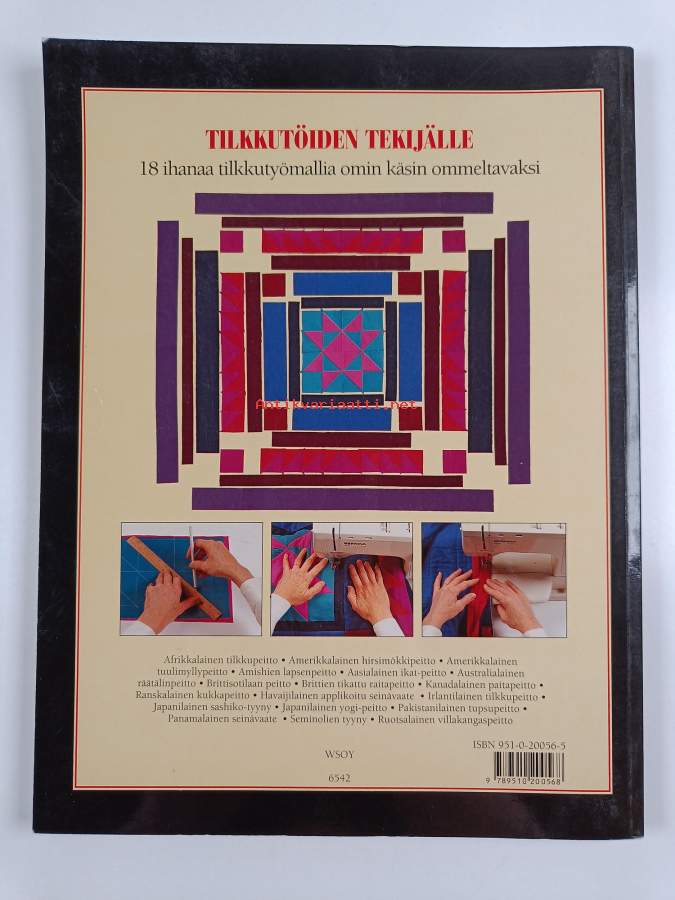 TILKKUTÖIDEN TEKIJÄLLE
18 ihanaa tilkkutyömallia omin käsin ommeltavaksi
Antikvariaatti.net
BERNINA
Afrikkalainen tilkkupeitto • Amerikkalainen hirsimökkipeitto • Amerikkalainen
tuulimyllypeitto • Amishien lapsenpeitto • Aasialainen ikat-peitto • Australialainen
räätälinpeitto • Brittisotilaan peitto • Brittien tikattu raitapeitto • Kanadalainen paitapeitto •
Ranskalainen kukkapeitto • Havaijilainen applikoitu seinävaate • Irlantilainen tilkkupeitto •
Japanilainen sashiko-tyyny • Japanilainen yogi-peitto • Pakistanilainen tupsupeitto •
Panamalainen seinävaate • Seminolien tyyny • Ruotsalainen villakangaspeitto
ISBN 951-0-20056-5
WSOY
6542
9 789510 200568